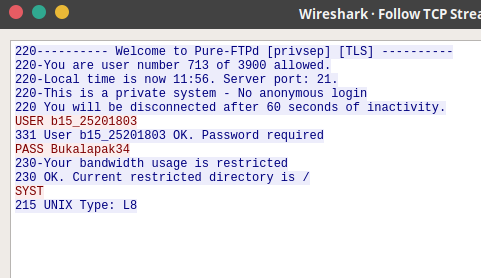 Wireshark · Follow TCP Strea
220---------- Welcome to Pure-FTPd [privsep] [TLS] ----------
220-You are user number 713 of 3900 allowed.
220-Local time is now 11:56. Server port: 21.
220-This is a private system - No anonymous login
220 You will be disconnected after 60 seconds of inactivity.
USER b15_25201803
331 User b15_25201803 OK. Password required
PASS Bukalapak34
230-Your bandwidth usage is restricted
230 OK. Current restricted directory is /
SYST
215 UNIX Type: L8